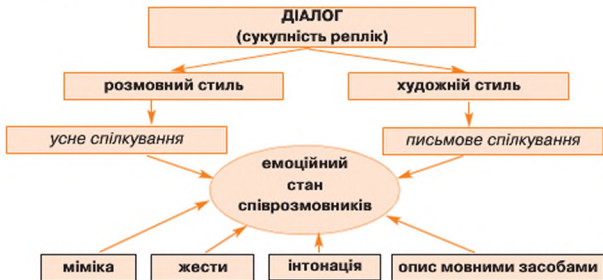 ДІАЛОГ
(сукупність реплік)
розмовний стиль
художній стиль
усне спілкування
письмове спілкування
емоційний
стан
співрозмовників
міміка
жести
інтонація
опис мовними засобами